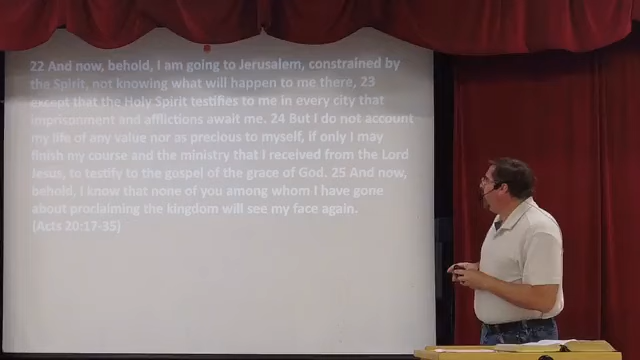 22 And now, behold, I am going to Jerusalem, constrained by
the Spirit, not knowing what will happen to me there, 23
except that the Holy Spirit testifies to me in every city that
imprisonment and afflictions await me. 24 But I do not account
my life of any value nor as precious to myself, if only I may
finish my course and the ministry that I received from the Lord
Jesus, to testify to the gospel of the grace of God. 25 And now,
behold, I know that none of you among whom I have gone
about proclaiming the kingdom will see my face again.
[Acts 20:17-35]